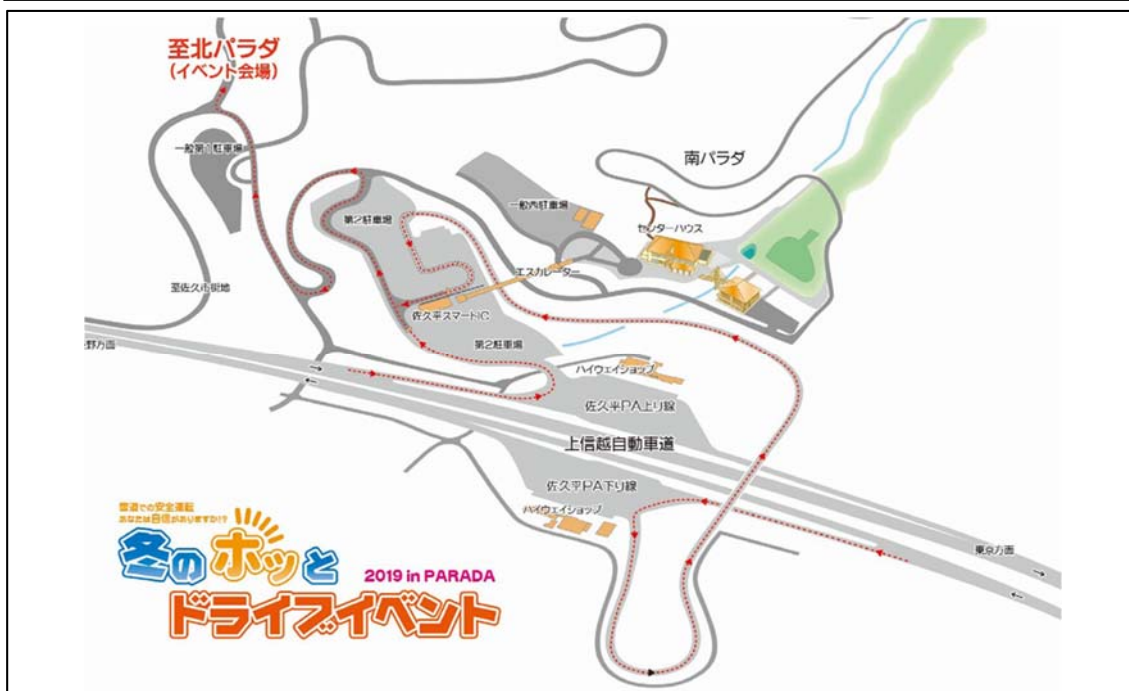 至北パラダ
(イベント会場)
一般第1駐車場
南パラダ
一般内駐車場
第2駐車場
センターハウス
エスカレーター
至佐久市街地
佐久平スマートIC
第2駐車場
野方面
ハイウェイショップ
佐久平PA上り線
上信越自動車道
佐久平PA下り線
ハイウェイショップ
東京方面
雪道での安全運転
あなたは自信がありますか!?
冬のホッと
2019 in PARADA
ドライブイベント